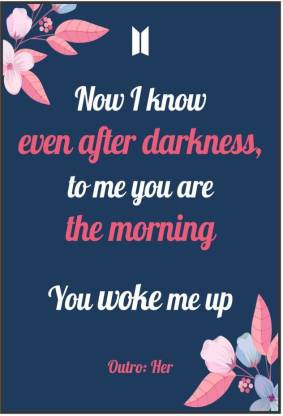 Now I know
even after darkness,
to me you are
the morning
You woke me up
Outro: Her